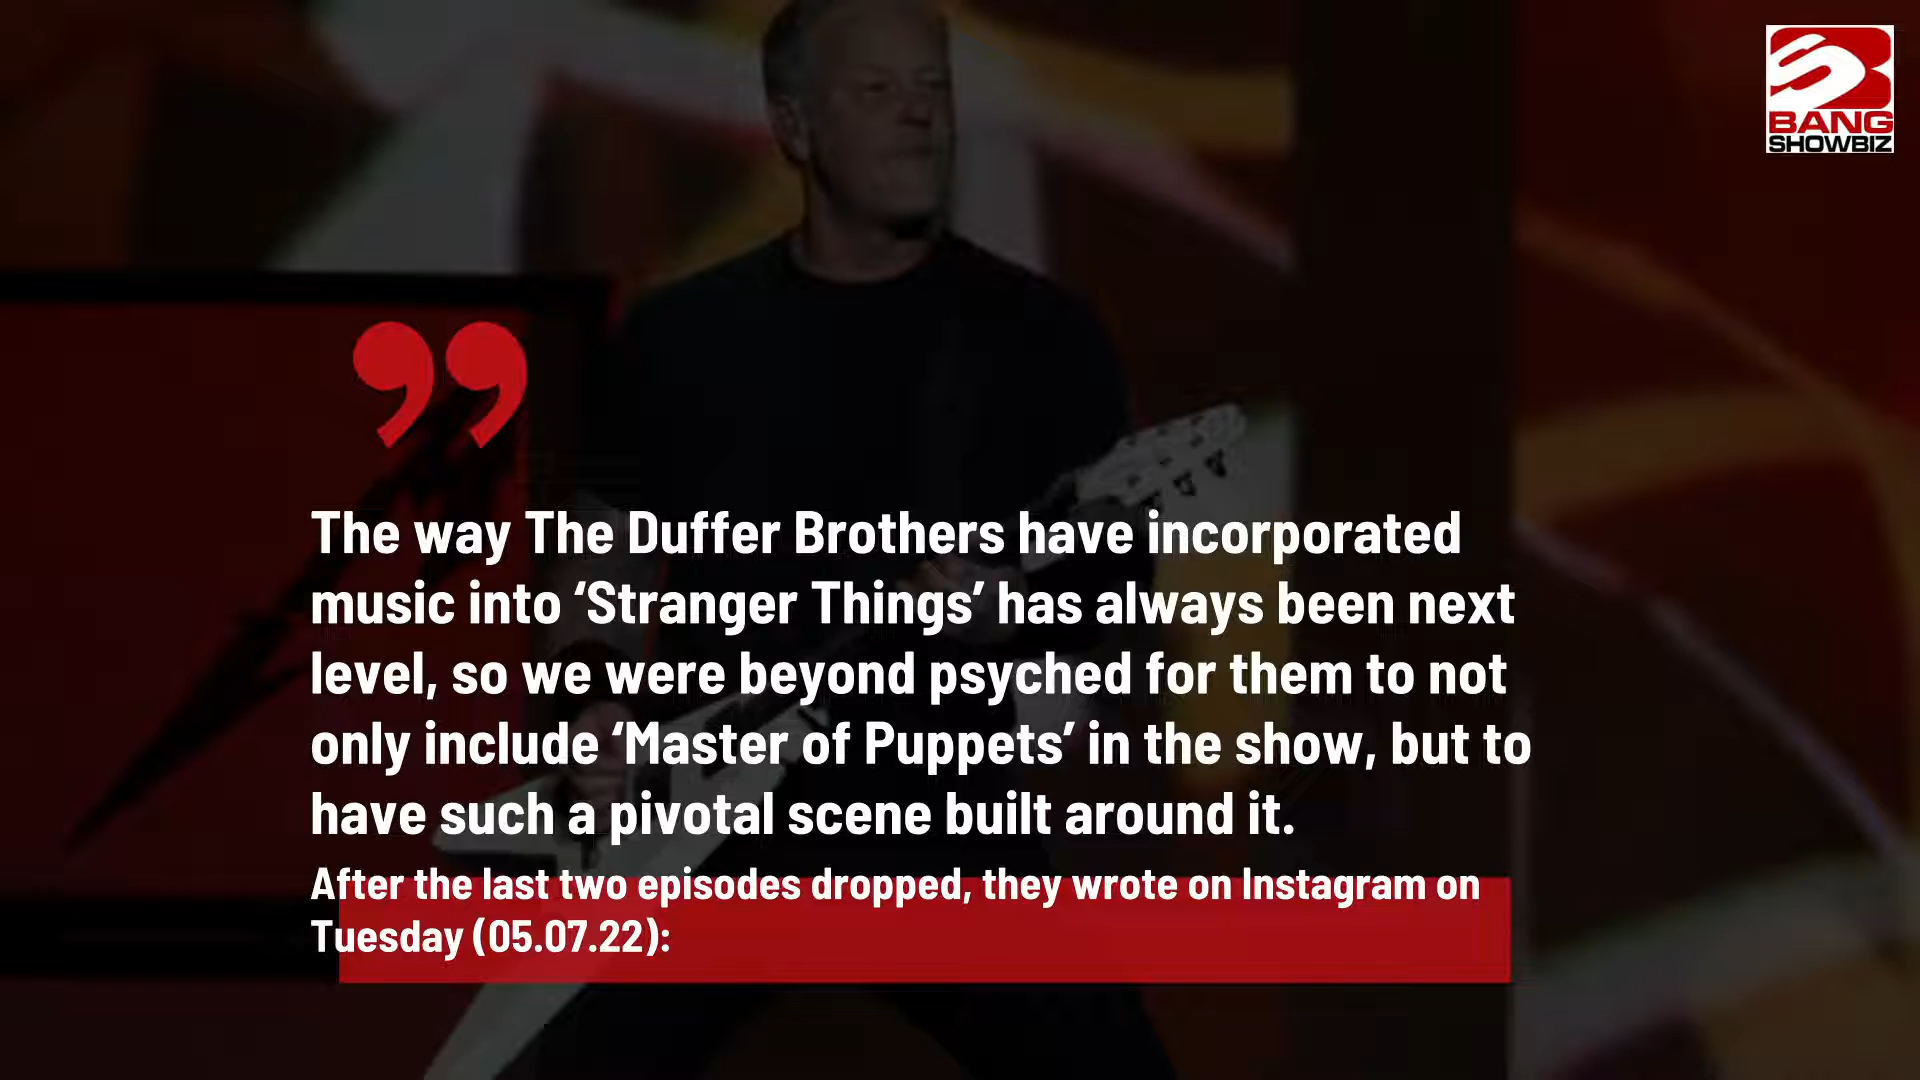 BANG
SHOWBIZ
The way The Duffer Brothers have incorporated
music into ‘Stranger Things’ has always been next
level, so we were beyond psyched for them to not
only include ‘Master of Puppets’ in the show, but to
have such a pivotal scene built around it.
After the last two episodes dropped, they wrote on Instagram on
Tuesday (05.07.22):